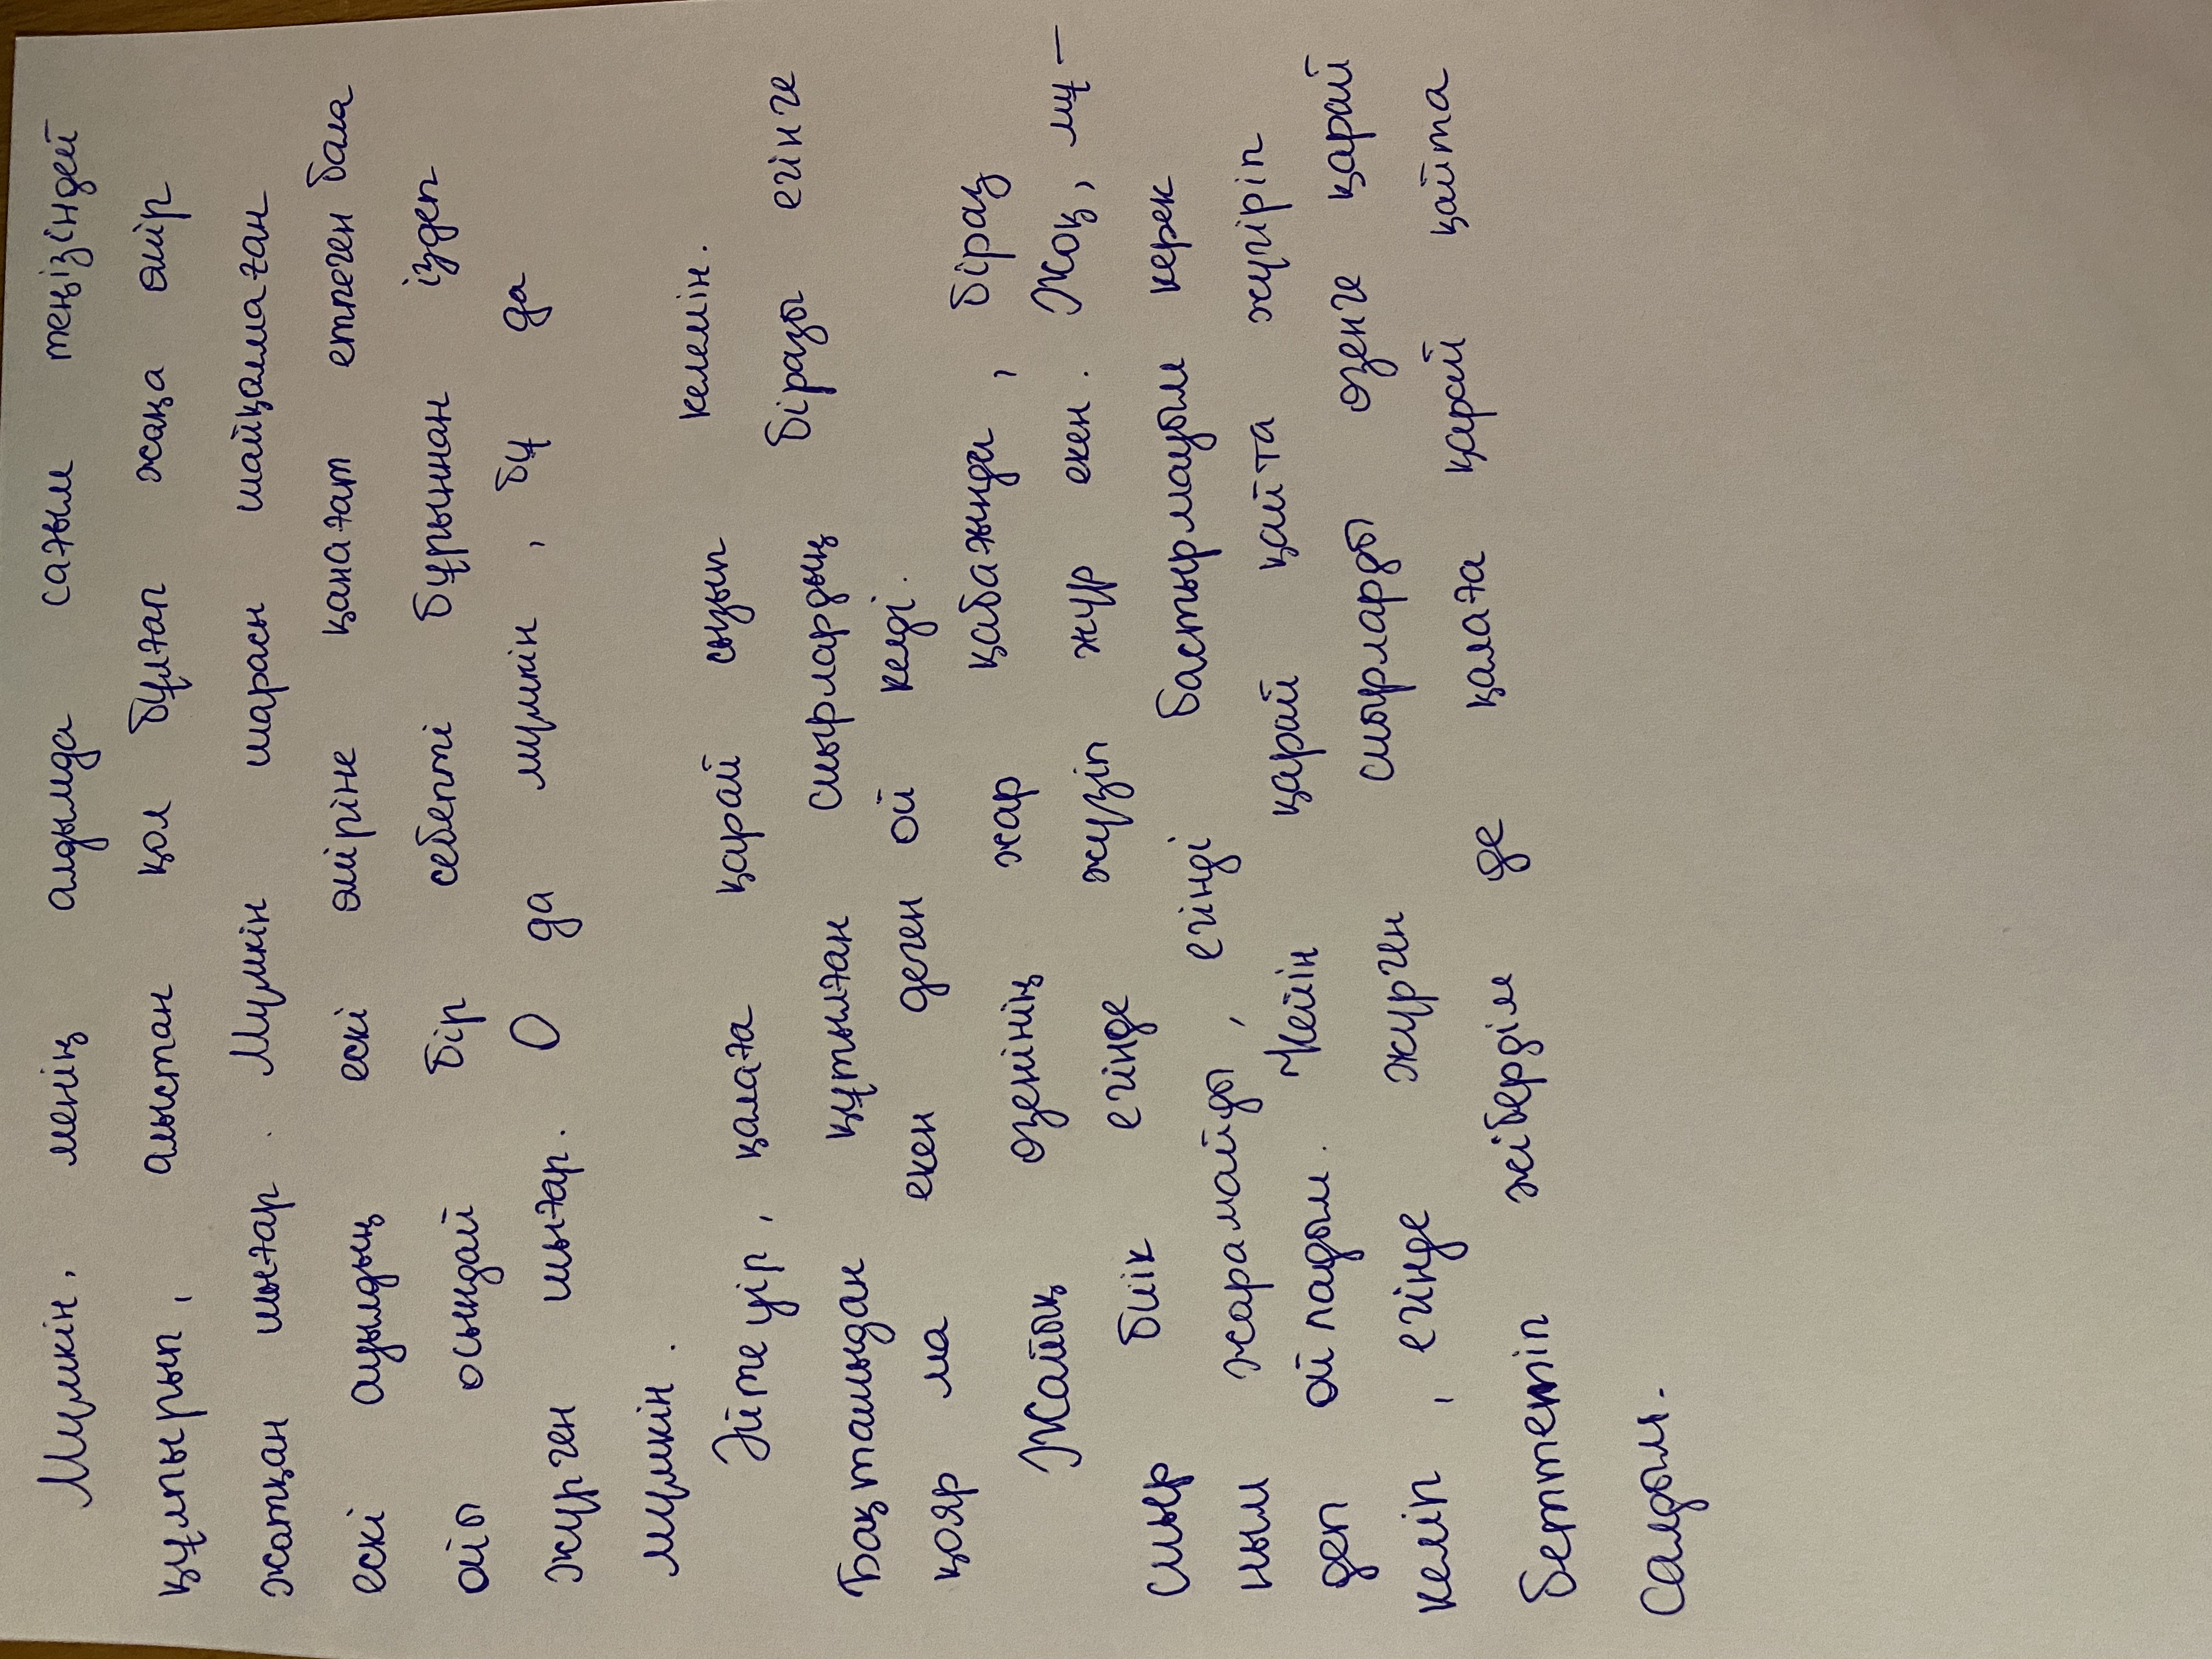 Мүмкін, менің алдымда сағым теңізіндей
құлпырып, алыстан қол бұлғап жаңа өмір
жатқан шығар. Мүмкін шарасы шайқалмаған
ескі ауылдың ескі өміріне қанағат етпеген бала
ойы осындай бір себепті бұрыннан іздеп
жүрген шығар. О да мүмкін, бұ да
мүмкін.
Әйтеуір, қалаға қарай сызып келемін.
Бақташыдан құтылған сиырлардың біразы егінге
қояр ма екен деген ой келді.
Жайық өзенінің жар қабағында, біраз
сиыр биік егінде жүзіп жүр екен. Жоқ, мұ-
ным жарамайды, егінді бастырмауым керек
деп ойладым. Кейін қарай қайта жүгіріп
келіп, егінде жүрген сиырларды өзенге қарай
беттетіп жібердім де қалаға қарай қайта
салдым.